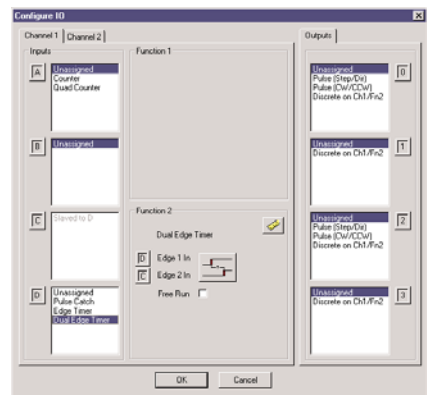 Configure IO
Channel 1
Channel 2
Inputs
A
Unassigned
Counter
Quad Counter
B
Unassigned
C
Slaved to D
D
Unassigned
Pulse Catch
Edge Timer
Dual Edge Timer
Function 1
Function 2
Dual Edge Timer
D Edge 1 In
C Edge 2 In
Free Run
Outputs
Unassigned
Pulse (Step/Dir)
Pulse (CW/CCW)
Discrete on Ch1/Fn2
0
Unassigned
Discrete on Ch1/Fn2
1
Unassigned
Pulse (Step/Dir)
Pulse (CW/CCW)
Discrete on Ch1/Fn2
2
Unassigned
Discrete on Ch1/Fn2
3
OK
Cancel